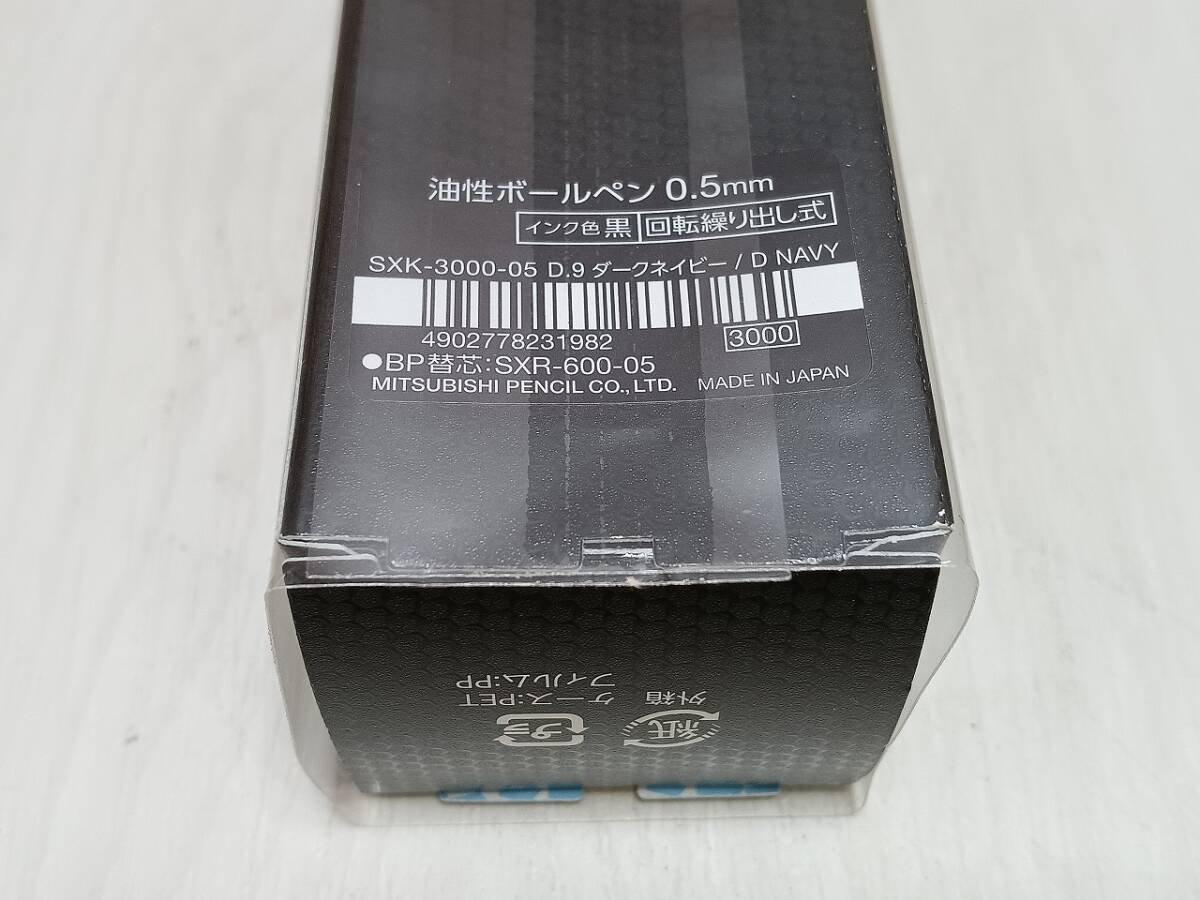 油性ボールペン 0.5mm
インク色 黒 回転繰り出し式
SXK-3000-05 D.9 ダークネイビー / D NAVY
4902778231982 3000
●BP替芯:SXR-600-05
MITSUBISHI PENCIL CO.,LTD. MADE IN JAPAN
紙 プラ
外箱 ケース:PET
フィルム:PP